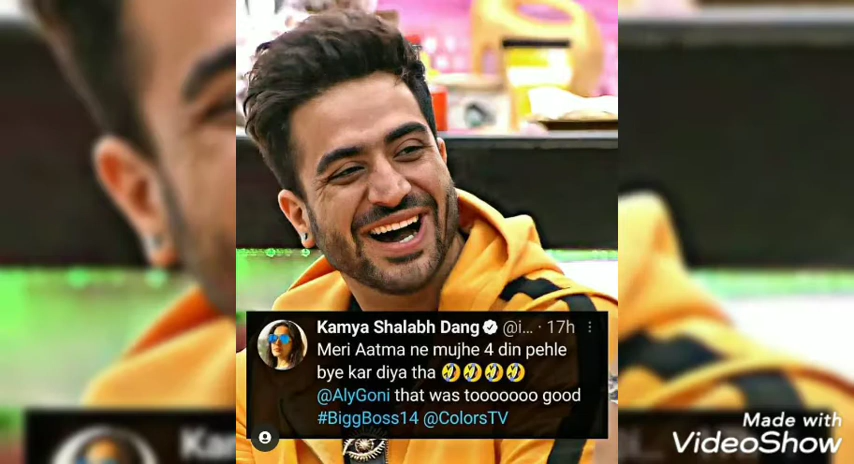 Kamya Shalabh Dang @i... · 17h
Meri Aatma ne mujhe 4 din pehle
bye kar diya tha 🤣🤣🤣🤣
@AlyGoni that was tooooooo good
#BiggBoss14 @ColorsTV
Made with
VideoShow